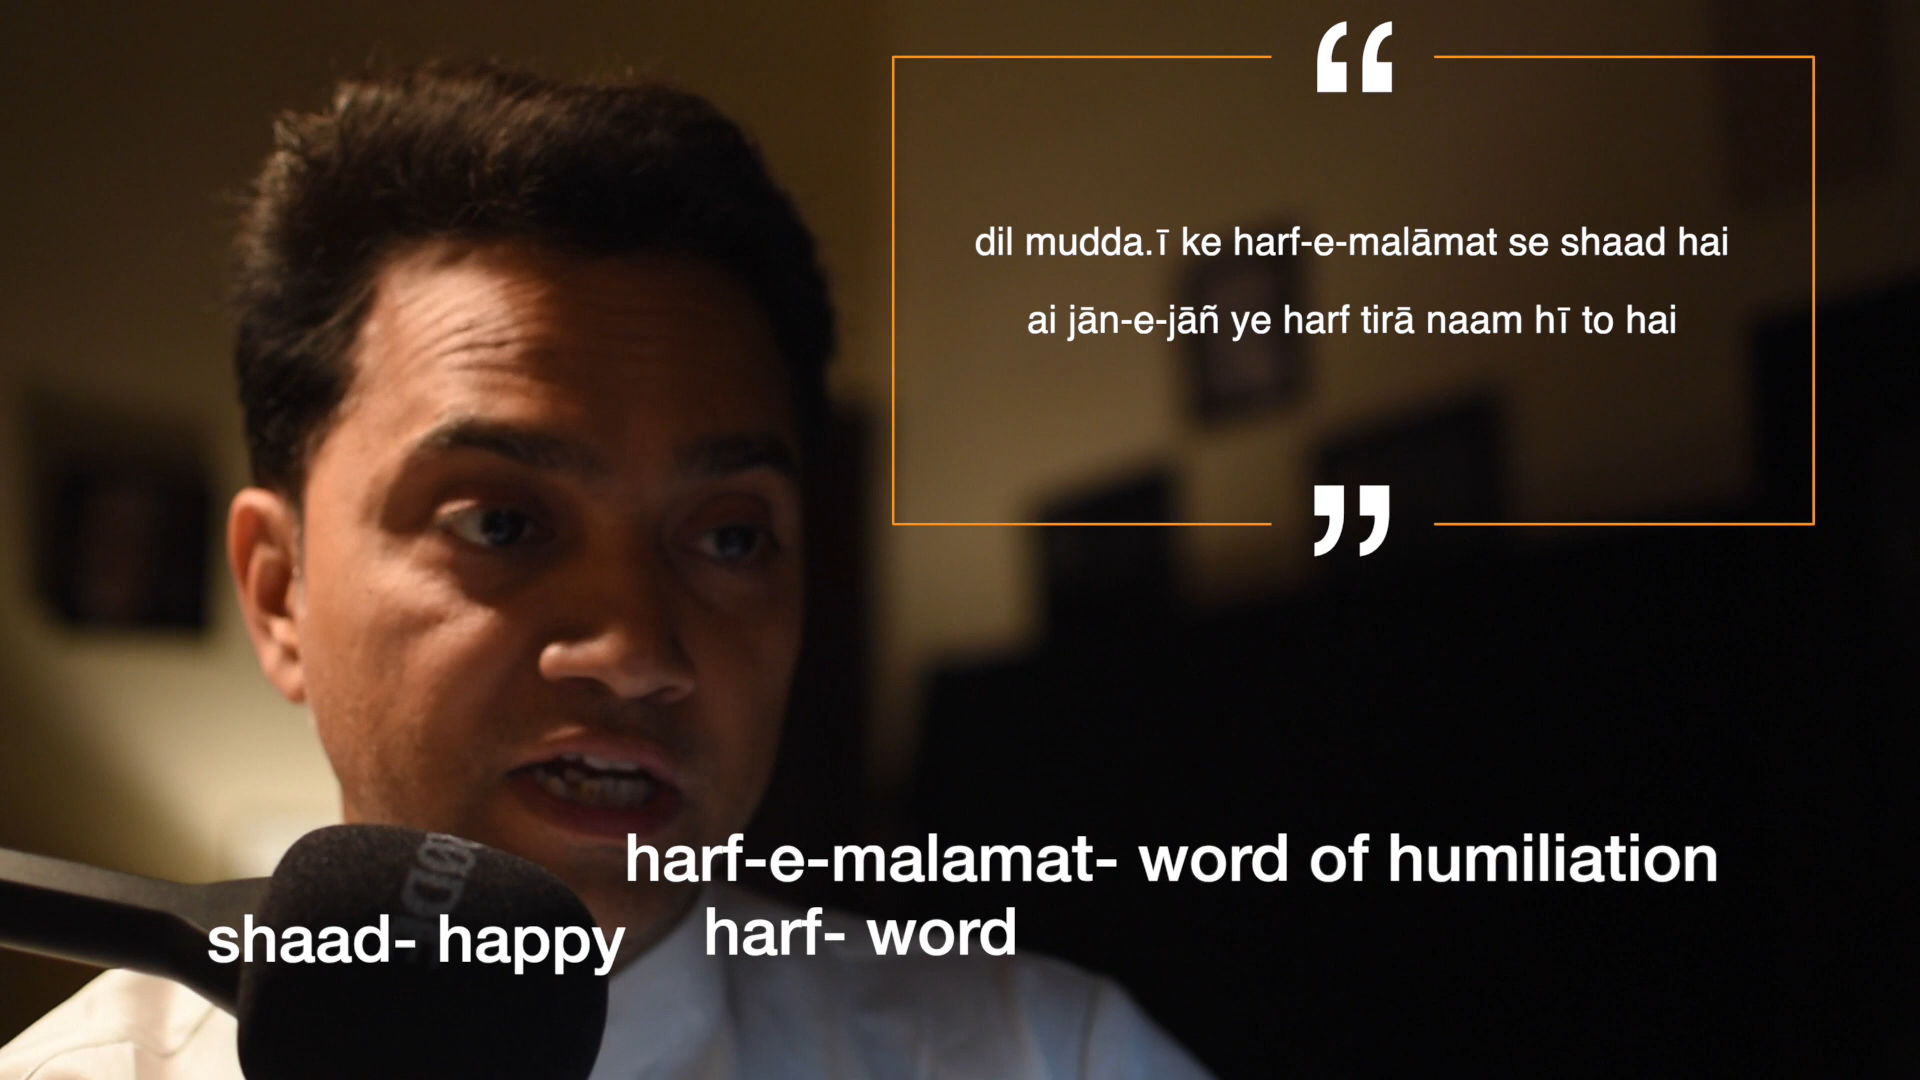 “
dil mudda.ī ke harf-e-malāmat se shaad hai
ai jān-e-jāñ ye harf tirā naam hī to hai
”
harf-e-malamat- word of humiliation
shaad- happy harf- word